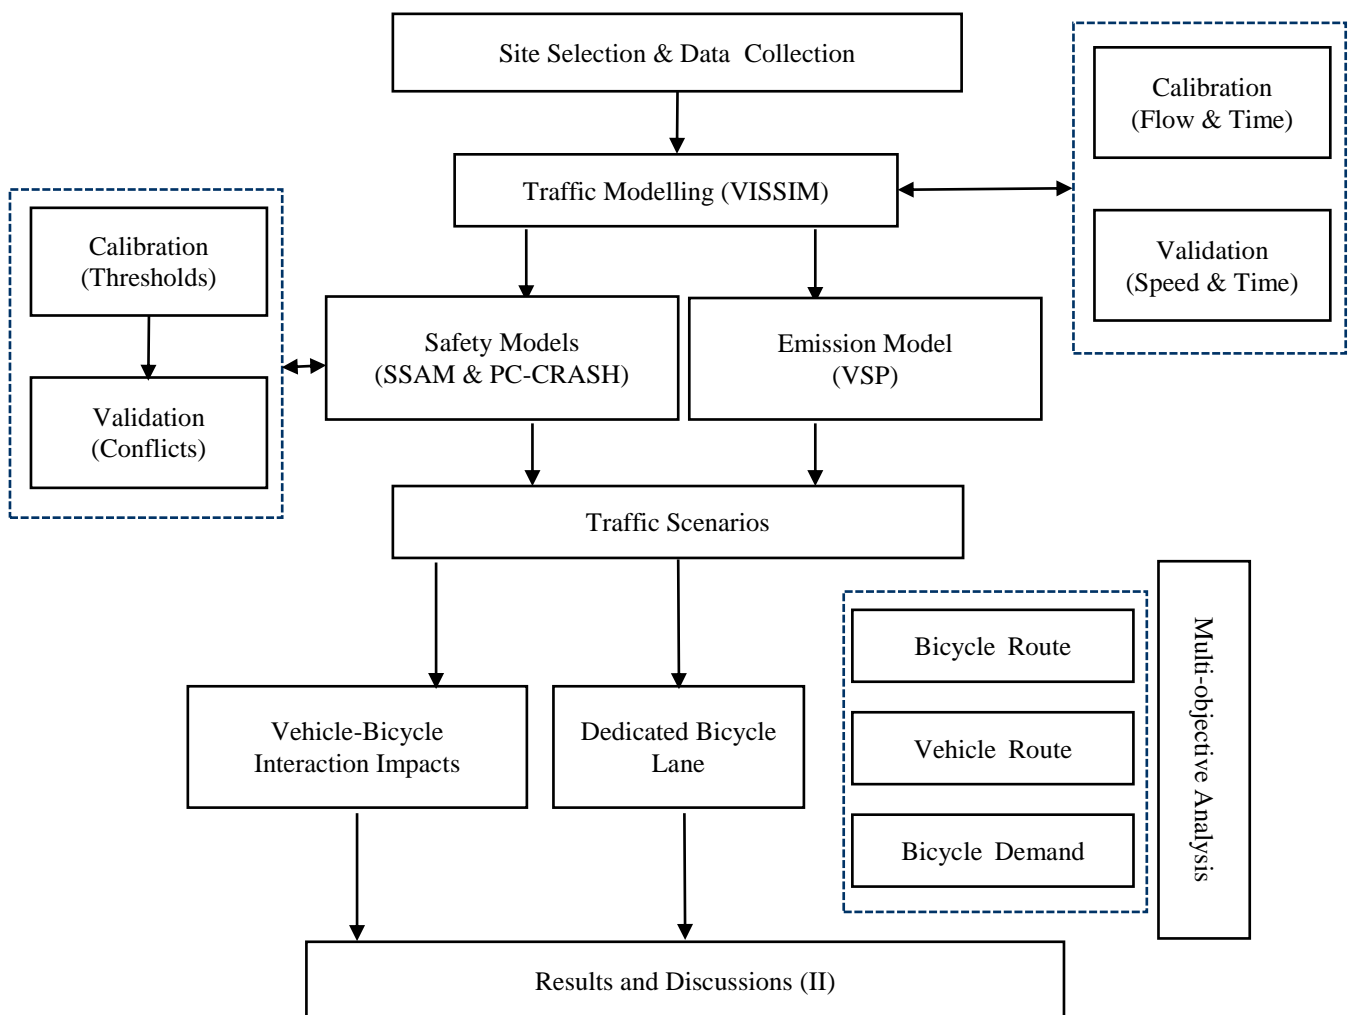 Site Selection & Data Collection
Calibration
(Flow & Time)
Traffic Modelling (VISSIM)
Validation
(Speed & Time)
Calibration
(Thresholds)
Validation
(Conflicts)
Safety Models
(SSAM & PC-CRASH)
Emission Model
(VSP)
Traffic Scenarios
Vehicle-Bicycle
Interaction Impacts
Dedicated Bicycle
Lane
Bicycle Route
Vehicle Route
Bicycle Demand
Multi-objective Analysis
Results and Discussions (II)